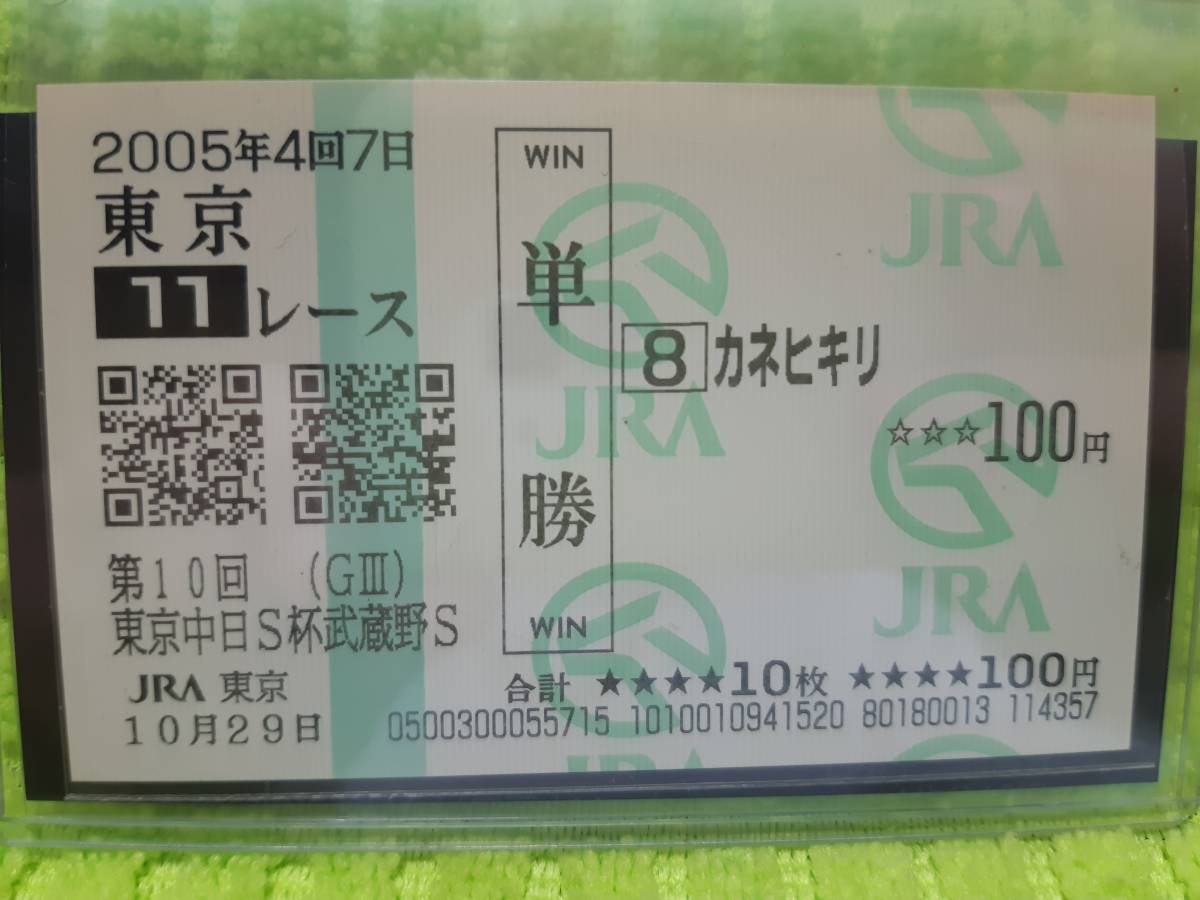 2005年4回7日
東京
11レース
第10回 (GⅢ)
東京中日S杯武蔵野S
JRA 東京
10月29日
WIN
単
勝
WIN
8 カネヒキリ
☆☆☆100円
合計 ★★★★10枚 ★★★★100円
0500300055715 1010010941520 80180013 114357
JRA
JRA
JRA
JRA